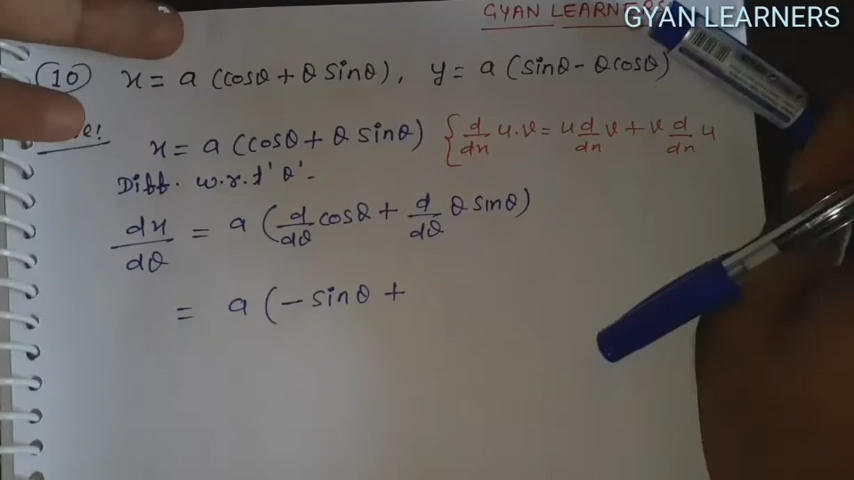 GYAN LEARNERS
GYAN LEARNERS
(10) x = a (cosθ + θ sinθ), y = a (sinθ - θcosθ)
x = a (cosθ + θ sinθ) { d/dx u.v = u d/dx v + v d/dx u
Diff. w.r.t 'θ' -
dx/dθ = a (d/dθ cosθ + d/dθ θ sinθ)
= a (- sinθ +